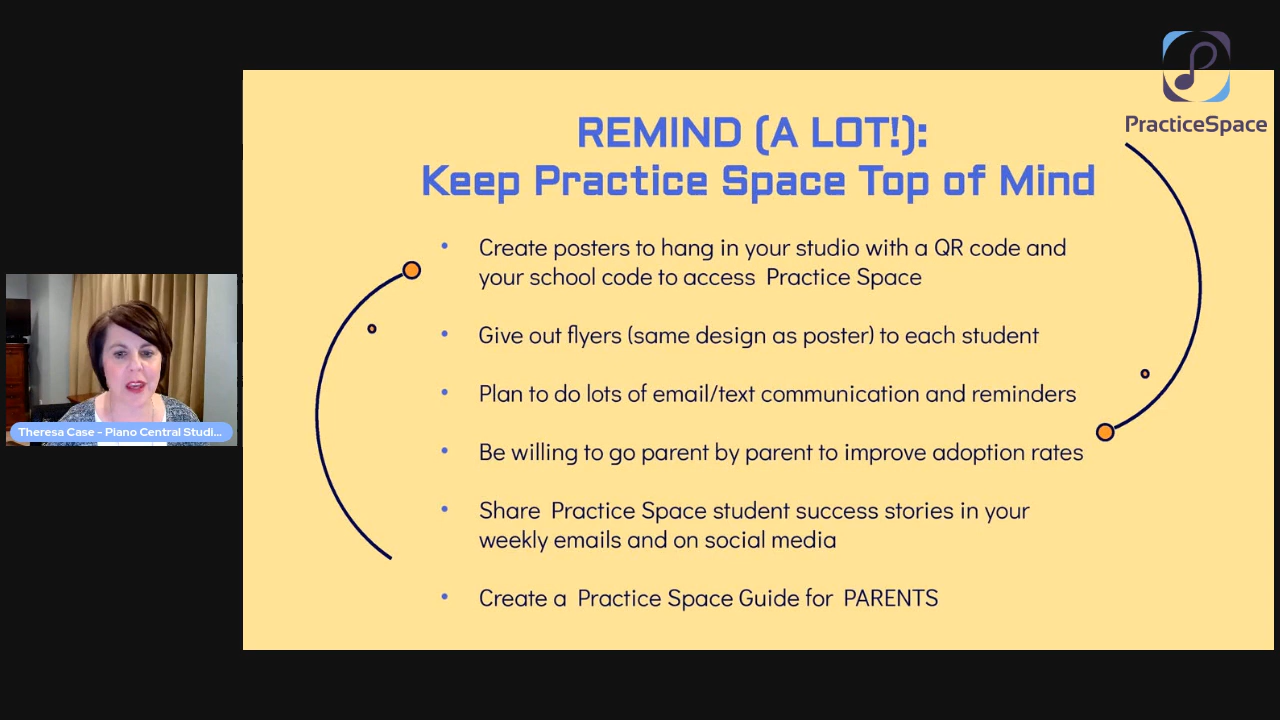 PracticeSpace
REMIND (A LOT!):
Keep Practice Space Top of Mind
• Create posters to hang in your studio with a QR code and
your school code to access Practice Space
• Give out flyers (same design as poster) to each student
• Plan to do lots of email/text communication and reminders
• Be willing to go parent by parent to improve adoption rates
• Share Practice Space student success stories in your
weekly emails and on social media
• Create a Practice Space Guide for PARENTS
Theresa Case - Piano Central Studi...